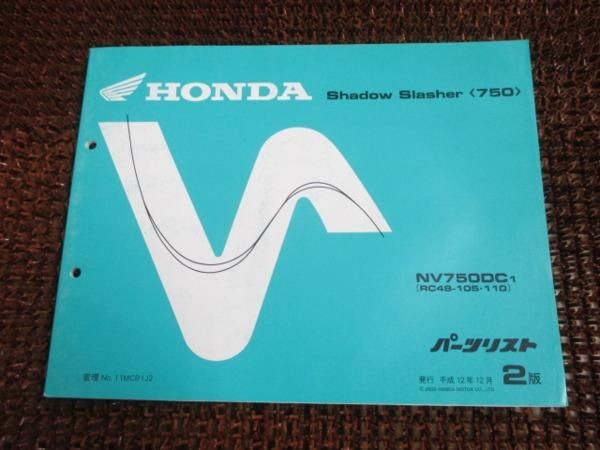 HONDA
Shadow Slasher〈750〉
NV750DC1
(RC48-105・110)
パーツリスト
管理 No. 11MCR1J2
発行 平成12年12月 2版
© 2000 HONDA MOTOR CO., LTD.